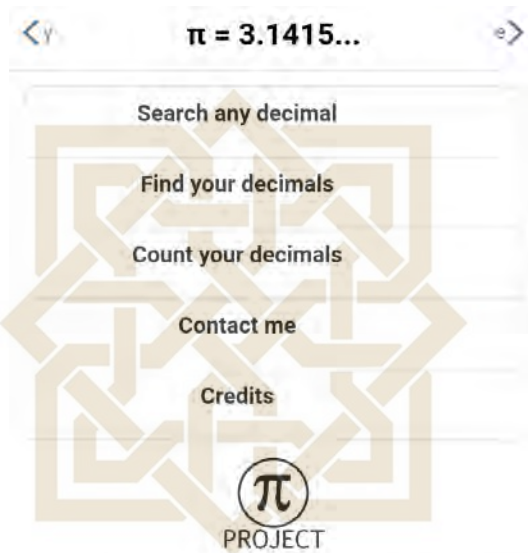 γ π = 3.1415... e
Search any decimal
Find your decimals
Count your decimals
Contact me
Credits
π
PROJECT